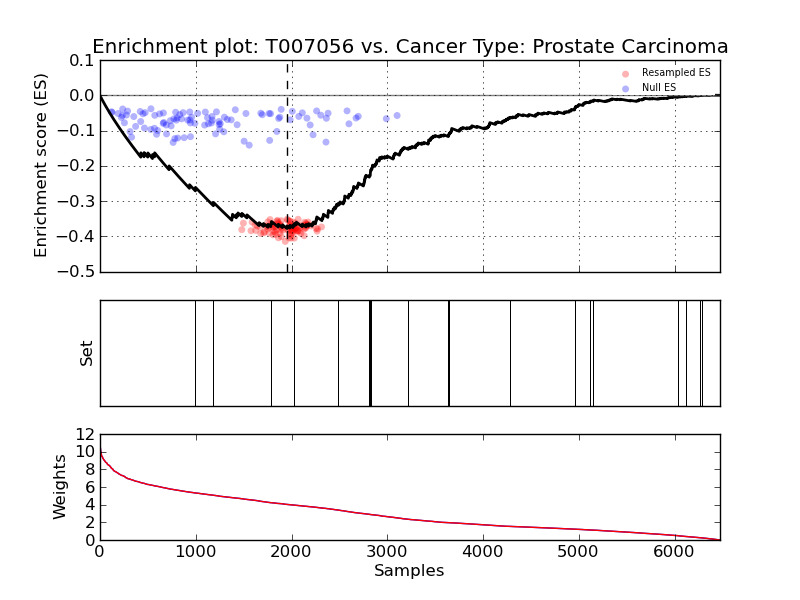 Enrichment plot: T007056 vs. Cancer Type: Prostate Carcinoma
0.1
0.0
−0.1
−0.2
−0.3
−0.4
−0.5
Enrichment score (ES)
Resampled ES
Null ES
Set
12
10
8
6
4
2
0
Weights
0 1000 2000 3000 4000 5000 6000
Samples